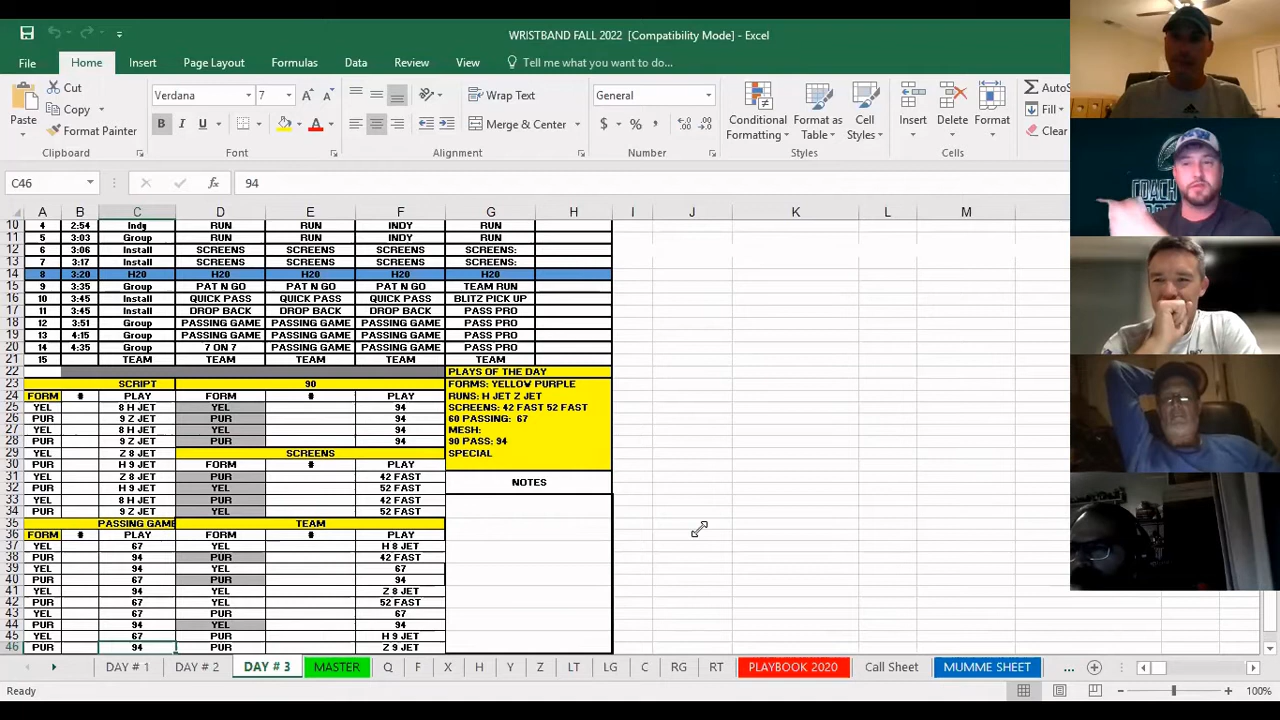 WRISTBAND FALL 2022 [Compatibility Mode] - Excel
File Home Insert Page Layout Formulas Data Review View Tell me what you want to do...
Cut Verdana 7 Wrap Text General
Copy Merge & Center Conditional Formatting Format as Table Cell Styles Insert Delete Format Fill
Paste Format Painter Clear
Clipboard Font Alignment Number Styles Cells
C46 fx 94
COACH
A B C D E F G H I J K L M
10 4 2:54 Indy RUN RUN INDY RUN
11 5 3:03 Group RUN RUN INDY RUN
12 6 3:06 Install SCREENS SCREENS SCREENS SCREENS:
13 7 3:17 Install SCREENS SCREENS SCREENS SCREENS:
14 8 3:20 H20 H20 H20 H20 H20
15 9 3:35 Group PAT N GO PAT N GO PAT N GO TEAM RUN
16 10 3:45 Install QUICK PASS QUICK PASS QUICK PASS BLITZ PICK UP
17 11 3:45 Install DROP BACK DROP BACK DROP BACK PASS PRO
18 12 3:51 Group PASSING GAME PASSING GAME PASSING GAME PASS PRO
19 13 4:15 Group PASSING GAME PASSING GAME PASSING GAME PASS PRO
20 14 4:35 Group 7 ON 7 PASSING GAME PASSING GAME PASS PRO
21 15 TEAM TEAM TEAM TEAM TEAM
22 PLAYS OF THE DAY
23 SCRIPT 90 FORMS: YELLOW PURPLE
24 FORM # PLAY FORM # PLAY RUNS: H JET Z JET
25 YEL 8 H JET YEL 94 SCREENS: 42 FAST 52 FAST
26 PUR 9 Z JET PUR 94 60 PASSING: 67
27 YEL 8 H JET YEL 94 MESH:
28 PUR 9 Z JET PUR 94 90 PASS: 94
29 YEL Z 8 JET SCREENS SPECIAL
30 PUR H 9 JET FORM # PLAY
31 YEL Z 8 JET PUR 42 FAST NOTES
32 PUR H 9 JET PUR 52 FAST
33 YEL 8 H JET YEL 42 FAST
34 PUR 9 Z JET YEL 52 FAST
35 PASSING GAME TEAM
36 FORM # PLAY FORM # PLAY
37 YEL 67 YEL H 8 JET
38 PUR 94 PUR 42 FAST
39 YEL 94 YEL 67
40 PUR 67 PUR 94
41 YEL 94 YEL Z 8 JET
42 PUR 67 YEL 52 FAST
43 YEL 67 PUR 67
44 PUR 94 YEL 94
45 YEL 67 PUR H 9 JET
46 PUR 94 PUR Z 9 JET
DAY # 1 DAY # 2 DAY # 3 MASTER Q F X H Y Z LT LG C RG RT PLAYBOOK 2020 Call Sheet MUMME SHEET ...
Ready 100%